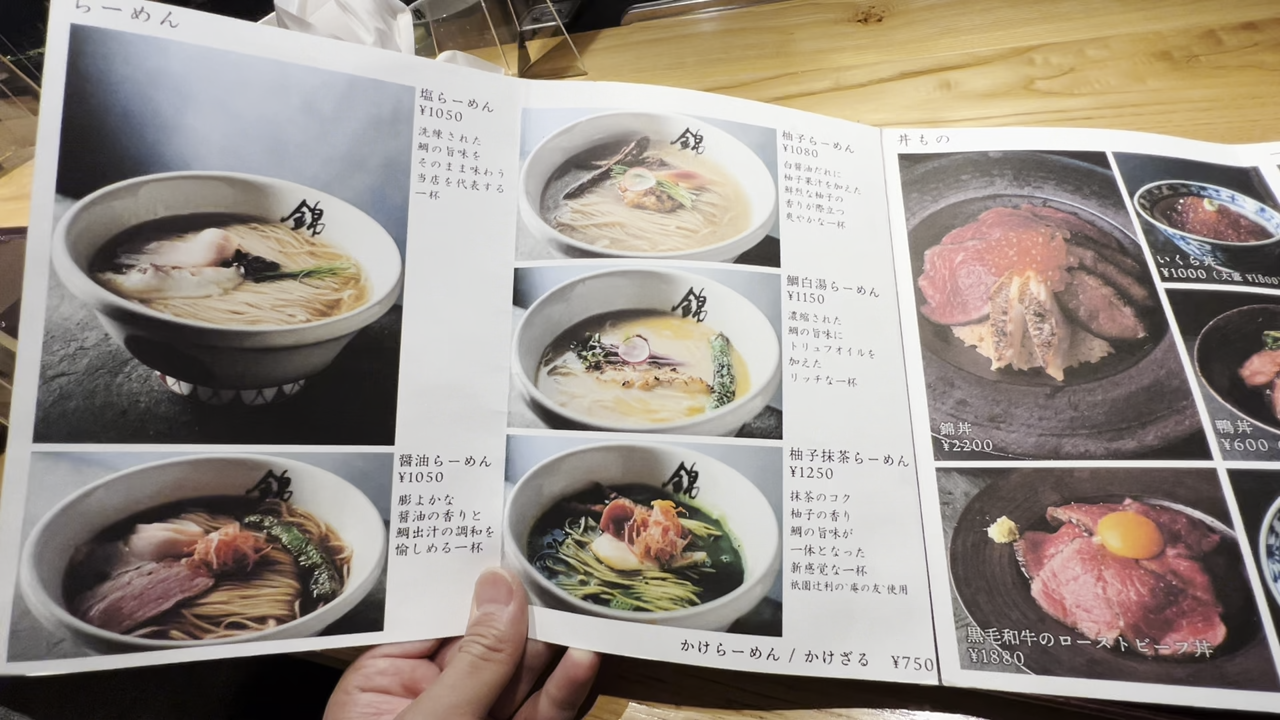 らーめん
塩らーめん
¥1050
洗練された
鯛の旨味を
そのまま味わう
当店を代表する
一杯
錦
醤油らーめん
¥1050
膨よかな
醤油の香りと
鯛出汁の調和を
愉しめる一杯
錦
柚子らーめん
¥1080
白醤油だれに
柚子果汁を加えた
鮮烈な柚子の
香りが際立つ
爽やかな一杯
錦
鯛白湯らーめん
¥1150
濃縮された
鯛の旨味に
トリュフオイルを
加えた
リッチな一杯
錦
柚子抹茶らーめん
¥1250
抹茶のコク
柚子の香り
鯛の旨味が
一体となった
新感覚な一杯
祇園辻利の"庵の友"使用
錦
かけらーめん / かけざる ¥750
丼もの
錦丼
¥2200
いくら丼
¥1000 (大盛 ¥1800
鴨丼
¥600
黒毛和牛のローストビーフ丼
¥1880